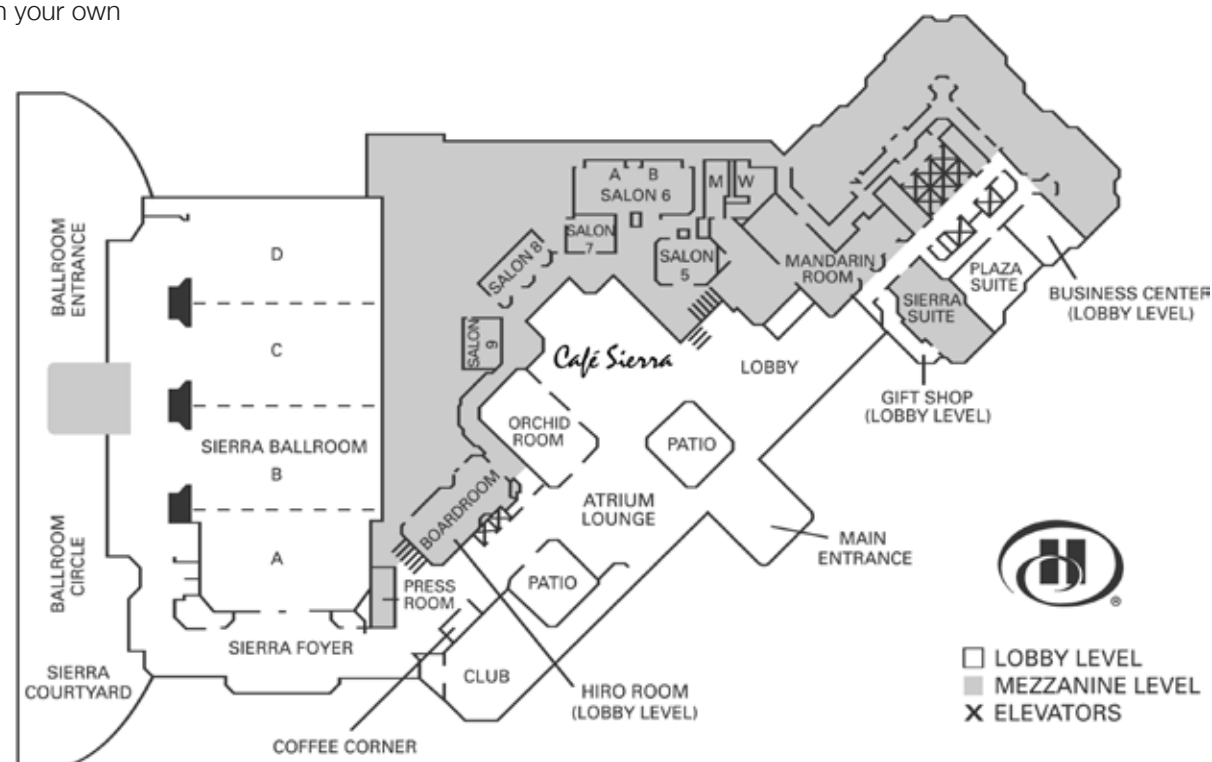 n your own
BALLROOM
ENTRANCE
D
C
SIERRA BALLROOM
B
A
BALLROOM
CIRCLE
SIERRA
COURTYARD
SIERRA FOYER
PRESS
ROOM
COFFEE CORNER
CLUB
HIRO ROOM
(LOBBY LEVEL)
BOARDROOM
PATIO
ATRIUM
LOUNGE
ORCHID
ROOM
Café Sierra
PATIO
LOBBY
MAIN
ENTRANCE
SALON
9
SALON 8
SALON
7
A B
SALON 6
SALON
5
M W
MANDARIN
ROOM
SIERRA
SUITE
PLAZA
SUITE
BUSINESS CENTER
(LOBBY LEVEL)
GIFT SHOP
(LOBBY LEVEL)
H
®
LOBBY LEVEL
MEZZANINE LEVEL
X ELEVATORS